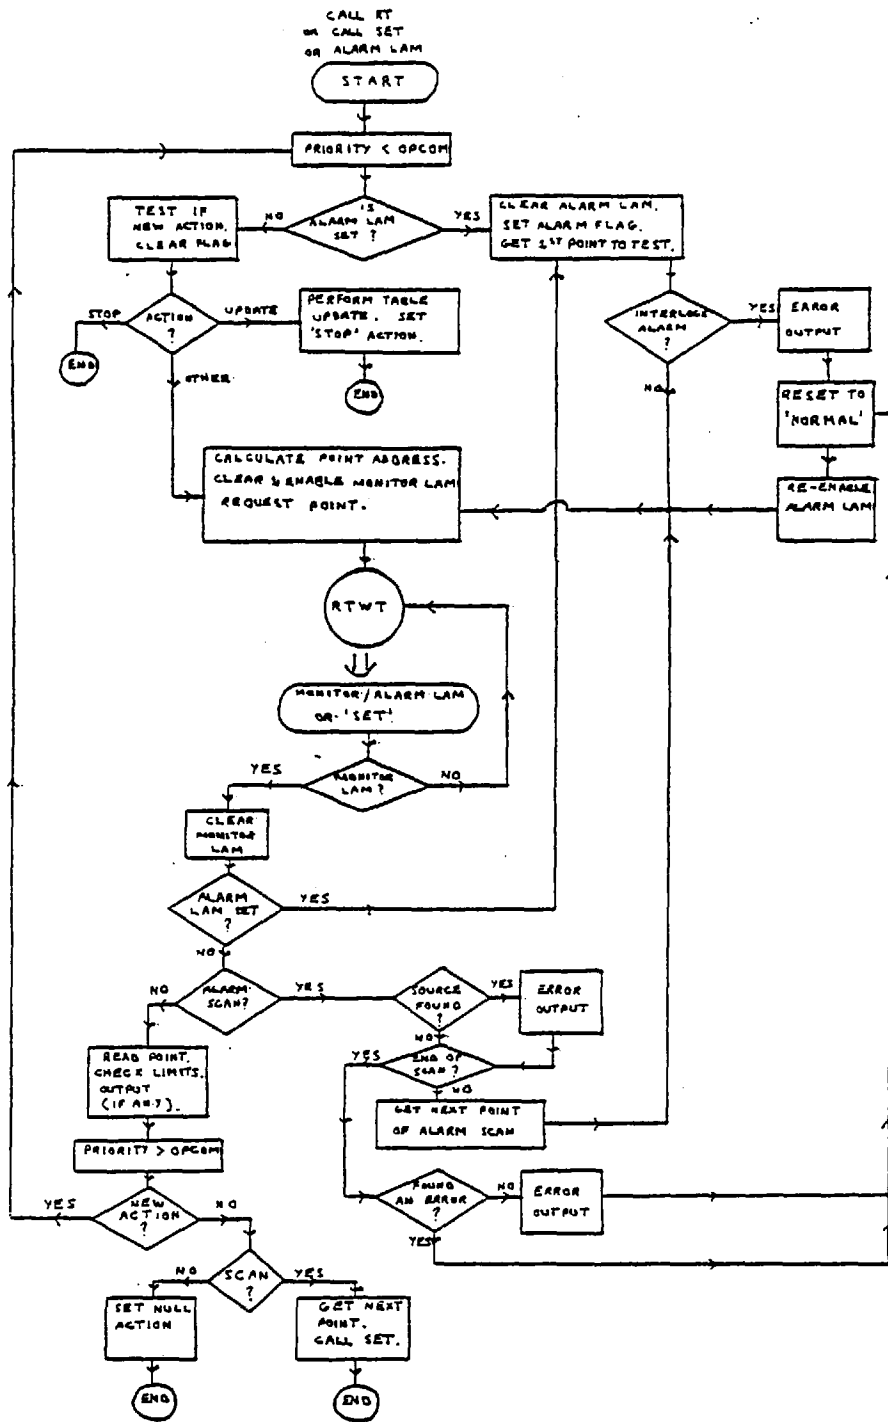 CALL RT
OR CALL SET
OR ALARM LAM
START
PRIORITY < OPCOM
IS
ALARM LAM
SET ?
NO
YES
TEST IF
NEW ACTION.
CLEAR FLAG
CLEAR ALARM LAM.
SET ALARM FLAG.
GET 1ST POINT TO TEST.
ACTION
?
STOP
UPDATE
OTHER
END
PERFORM TABLE
UPDATE. SET
'STOP' ACTION.
END
INTERLOCK
ALARM
?
YES
NO
ERROR
OUTPUT
RESET TO
'NORMAL'
RE-ENABLE
ALARM LAM
CALCULATE POINT ADDRESS.
CLEAR & ENABLE MONITOR LAM
REQUEST POINT.
RTWT
MONITOR/ALARM LAM
OR 'SET'
MONITOR
LAM?
YES
NO
CLEAR
MONITOR
LAM
ALARM
LAM SET
?
YES
NO
ALARM
SCAN?
NO
YES
SOURCE
FOUND
?
YES
NO
ERROR
OUTPUT
END OF
SCAN?
YES
NO
GET NEXT POINT
OF ALARM SCAN
READ POINT.
CHECK LIMITS.
OUTPUT
(IF ANY).
PRIORITY > OPCOM
FOUND
AN ERROR
?
NO
YES
ERROR
OUTPUT
NEW
ACTION
?
YES
NO
SCAN
?
NO
YES
SET NULL
ACTION
GET NEXT
POINT.
CALL SET.
END
END